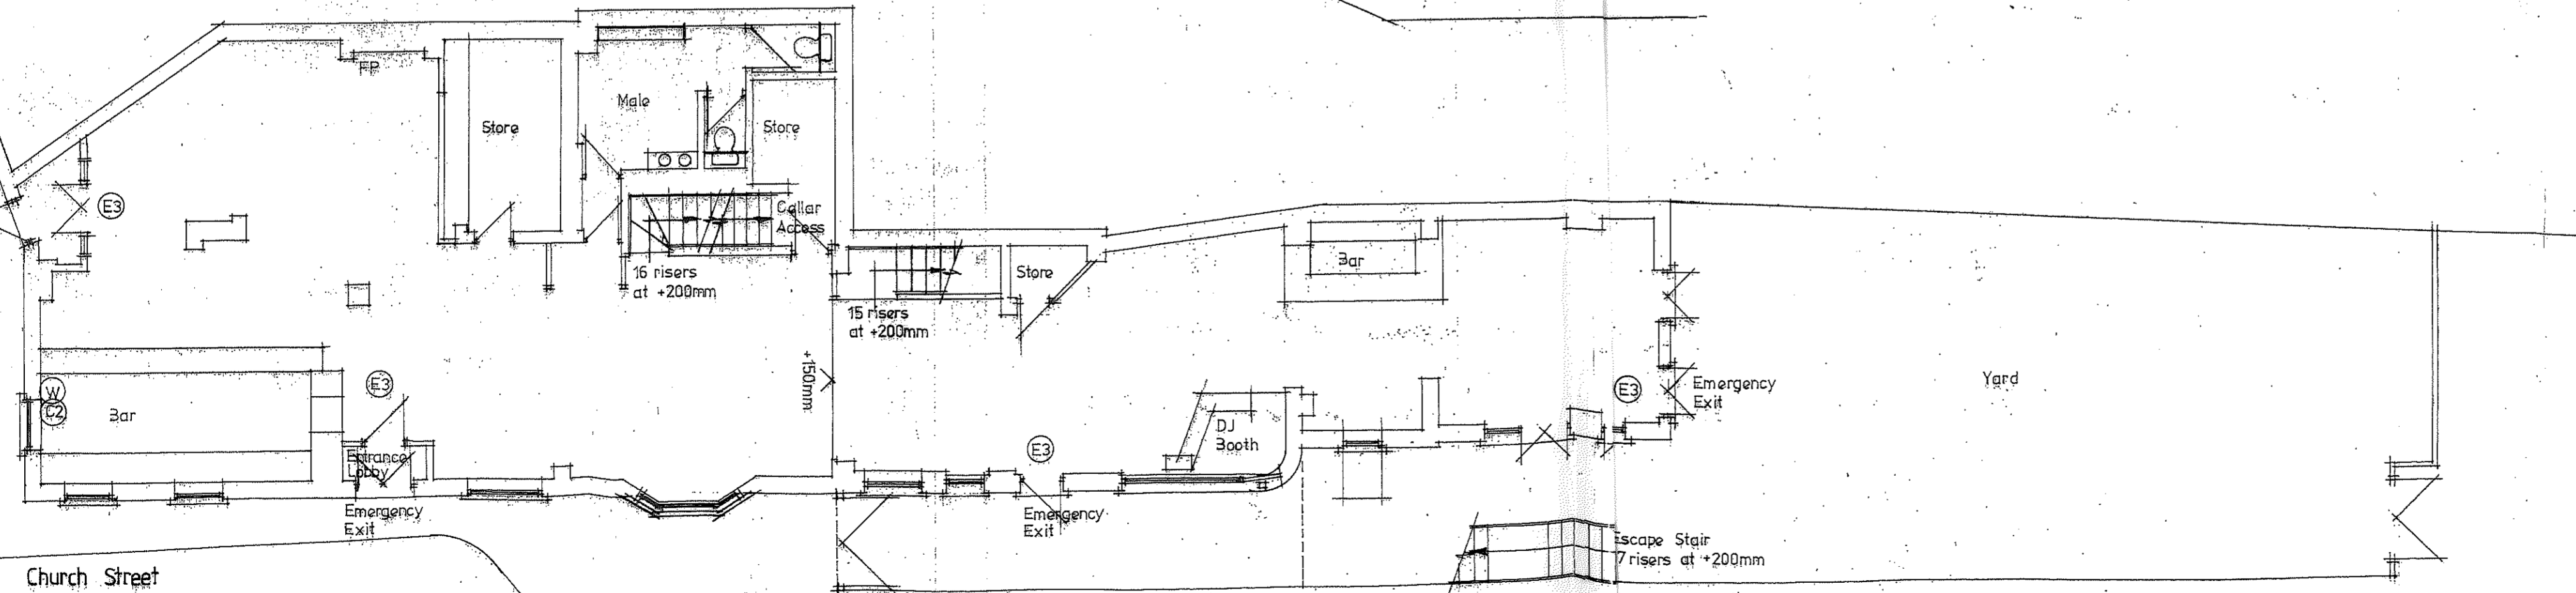 FP
Male
Store
Store
E3
Cellar
Access
16 risers
at +200mm
Store
15 risers
at +200mm
Bar
+150mm
E3
W
C2
Bar
E3
Emergency
Exit
Yard
DJ
Booth
E3
Entrance
Lobby
Emergency
Exit
Emergency
Exit
Escape Stair
7 risers at +200mm
Church Street